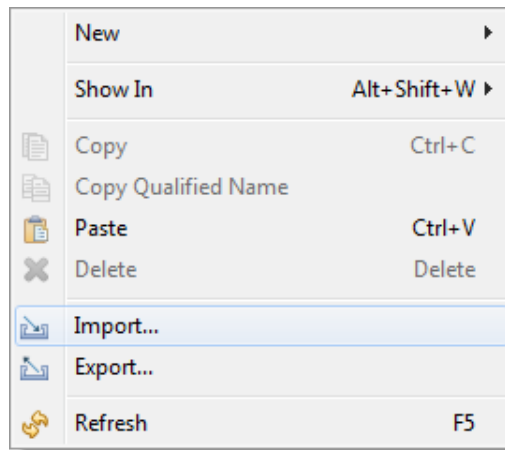 New
Show In Alt+Shift+W
Copy Ctrl+C
Copy Qualified Name
Paste Ctrl+V
Delete Delete
Import...
Export...
Refresh F5